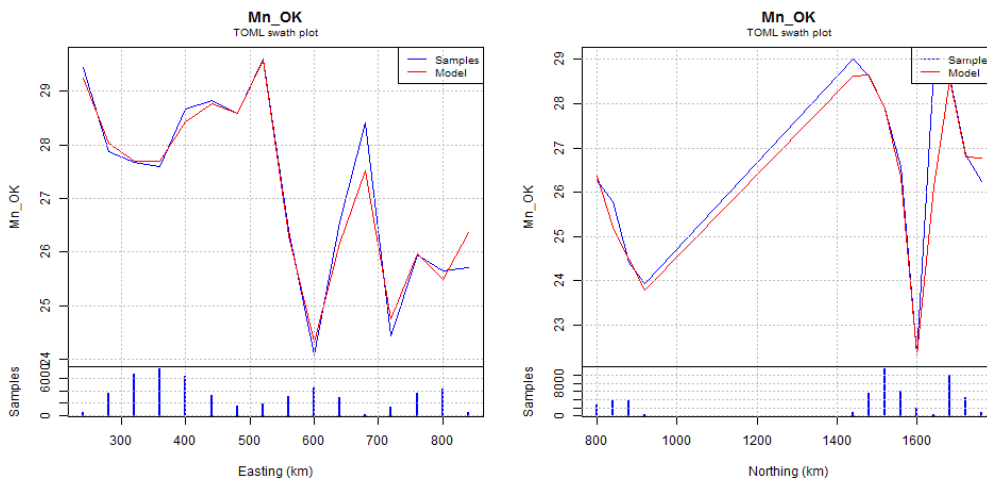 Mn_OK
TOML swath plot
Samples
Model
Mn_OK
29
28
27
26
25
24
Samples
6000
0
300
400
500
600
700
800
Easting (km)
Mn_OK
TOML swath plot
Samples
Model
Mn_OK
29
28
27
26
25
24
23
Samples
8000
0
800
1000
1200
1400
1600
Northing (km)